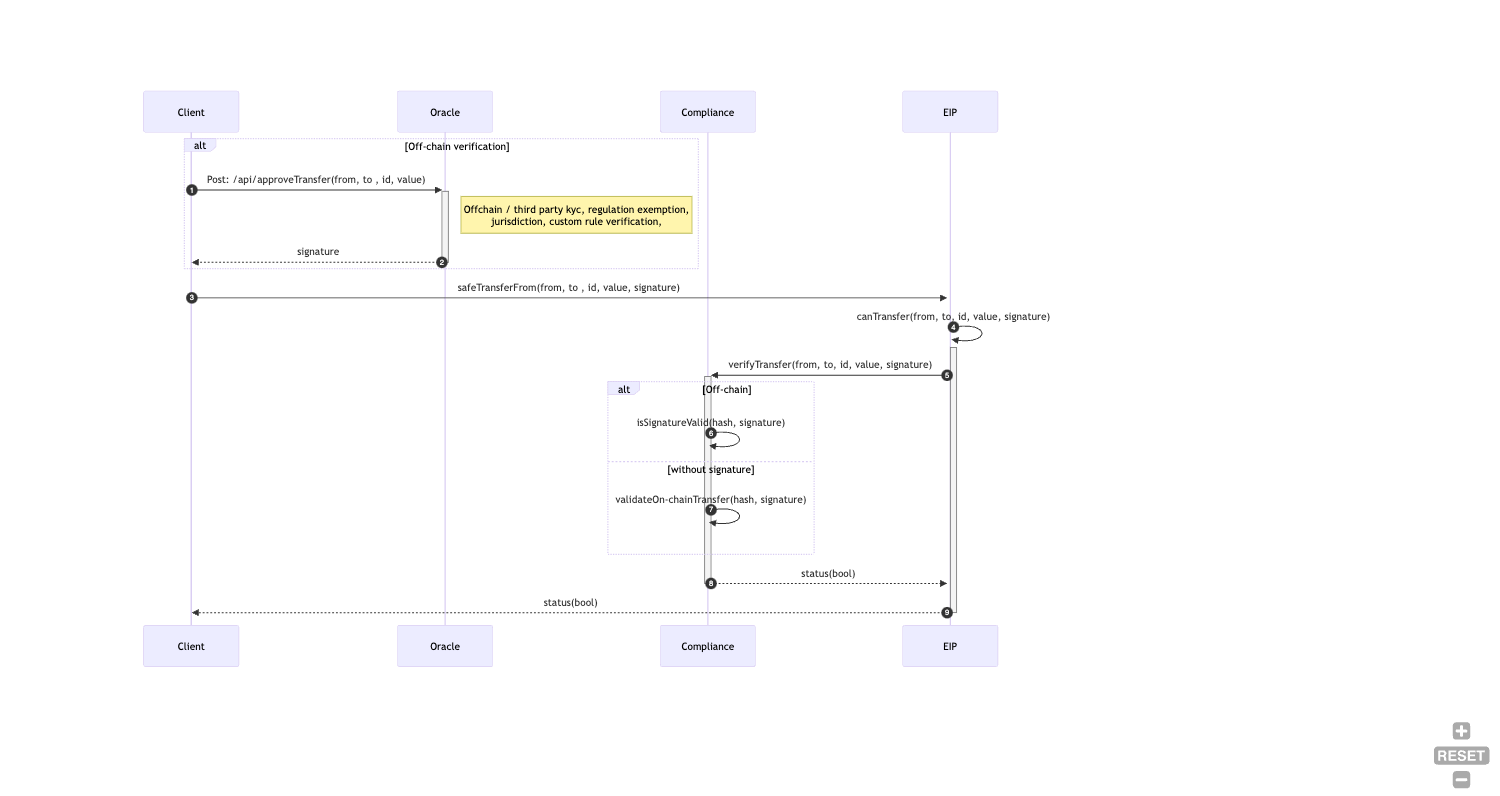 Client
Oracle
Compliance
EIP
alt
[Off-chain verification]
Post: /api/approveTransfer(from, to , id, value)
1
Offchain / third party kyc, regulation exemption,
jurisdiction, custom rule verification,
signature
2
safeTransferFrom(from, to , id, value, signature)
3
canTransfer(from, to, id, value, signature)
4
verifyTransfer(from, to, id, value, signature)
5
alt
[Off-chain]
isSignatureValid(hash, signature)
6
[without signature]
validateOn-chainTransfer(hash, signature)
7
status(bool)
8
status(bool)
9
Client
Oracle
Compliance
EIP
RESET